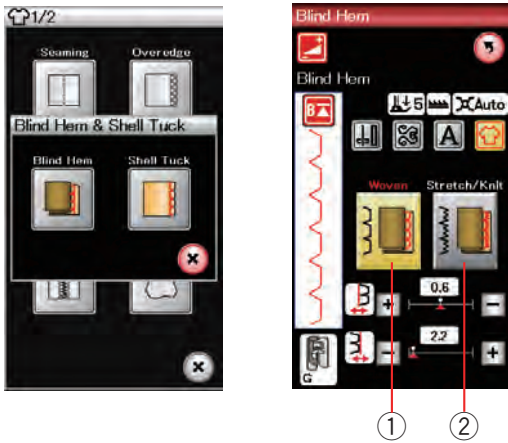 1/2
Seaming Overedge
Blind Hem & Shell Tuck
Blind Hem Shell Tuck
Blind Hem
Blind Hem
B 5 Auto
A
Woven Stretch/Knit
+ 0.6 −
− 2.2 +
G
1 2